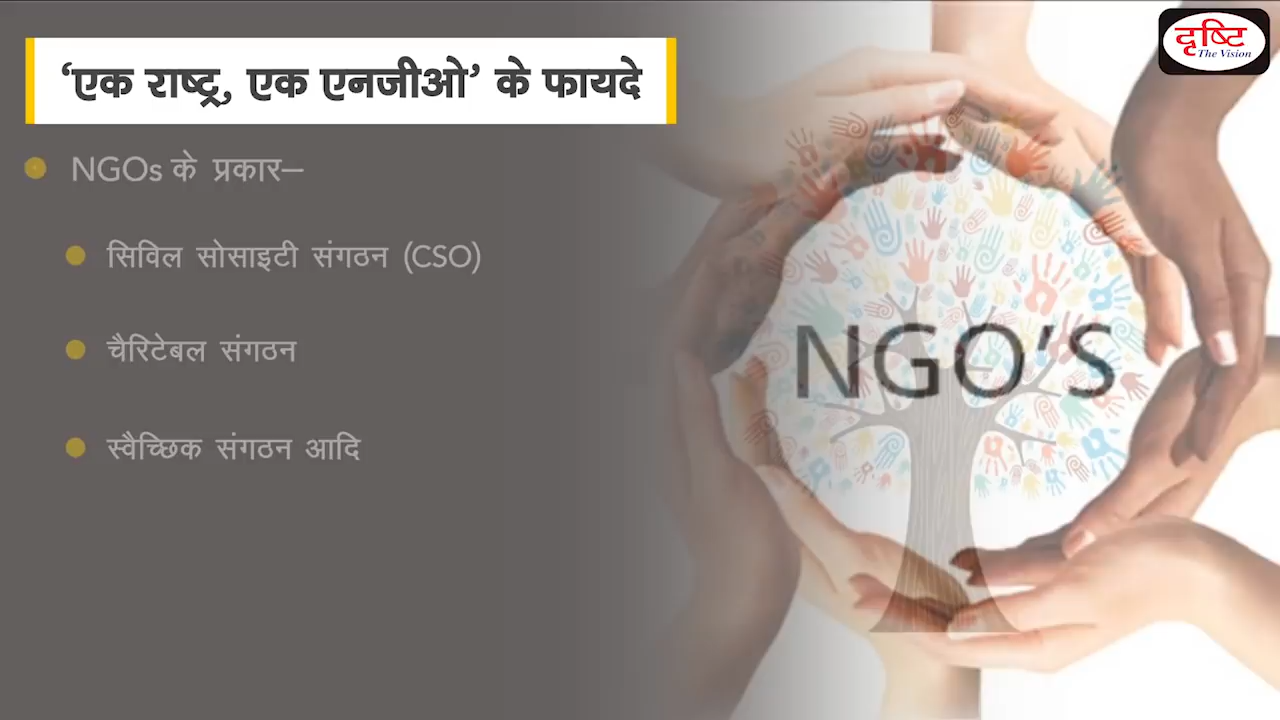 ‘एक राष्ट्र, एक एनजीओ’ के फायदे
दृष्टि
The Vision
NGOs के प्रकार–
सिविल सोसाइटी संगठन (CSO)
चैरिटेबल संगठन
स्वैच्छिक संगठन आदि
NGO'S